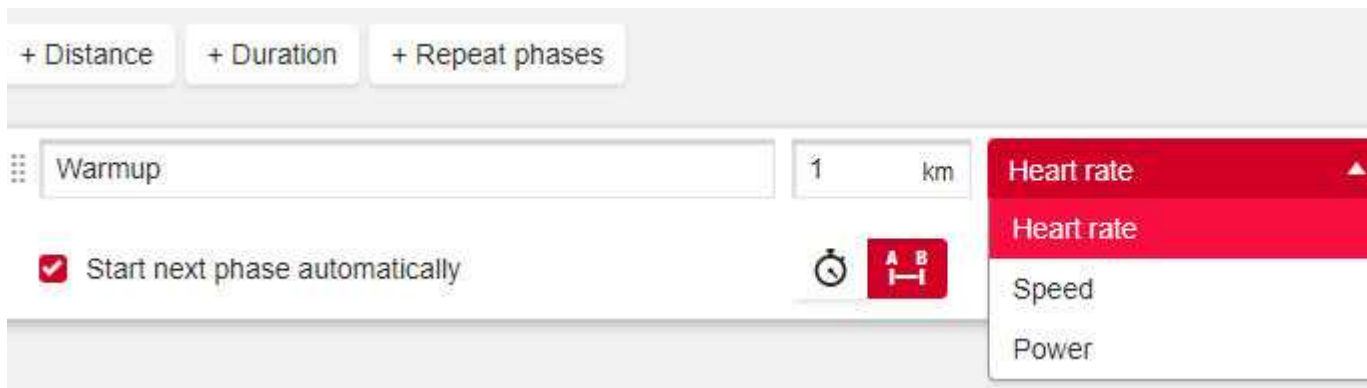 + Distance + Duration + Repeat phases
Warmup 1 km Heart rate
Heart rate
Start next phase automatically A B
Speed
Power